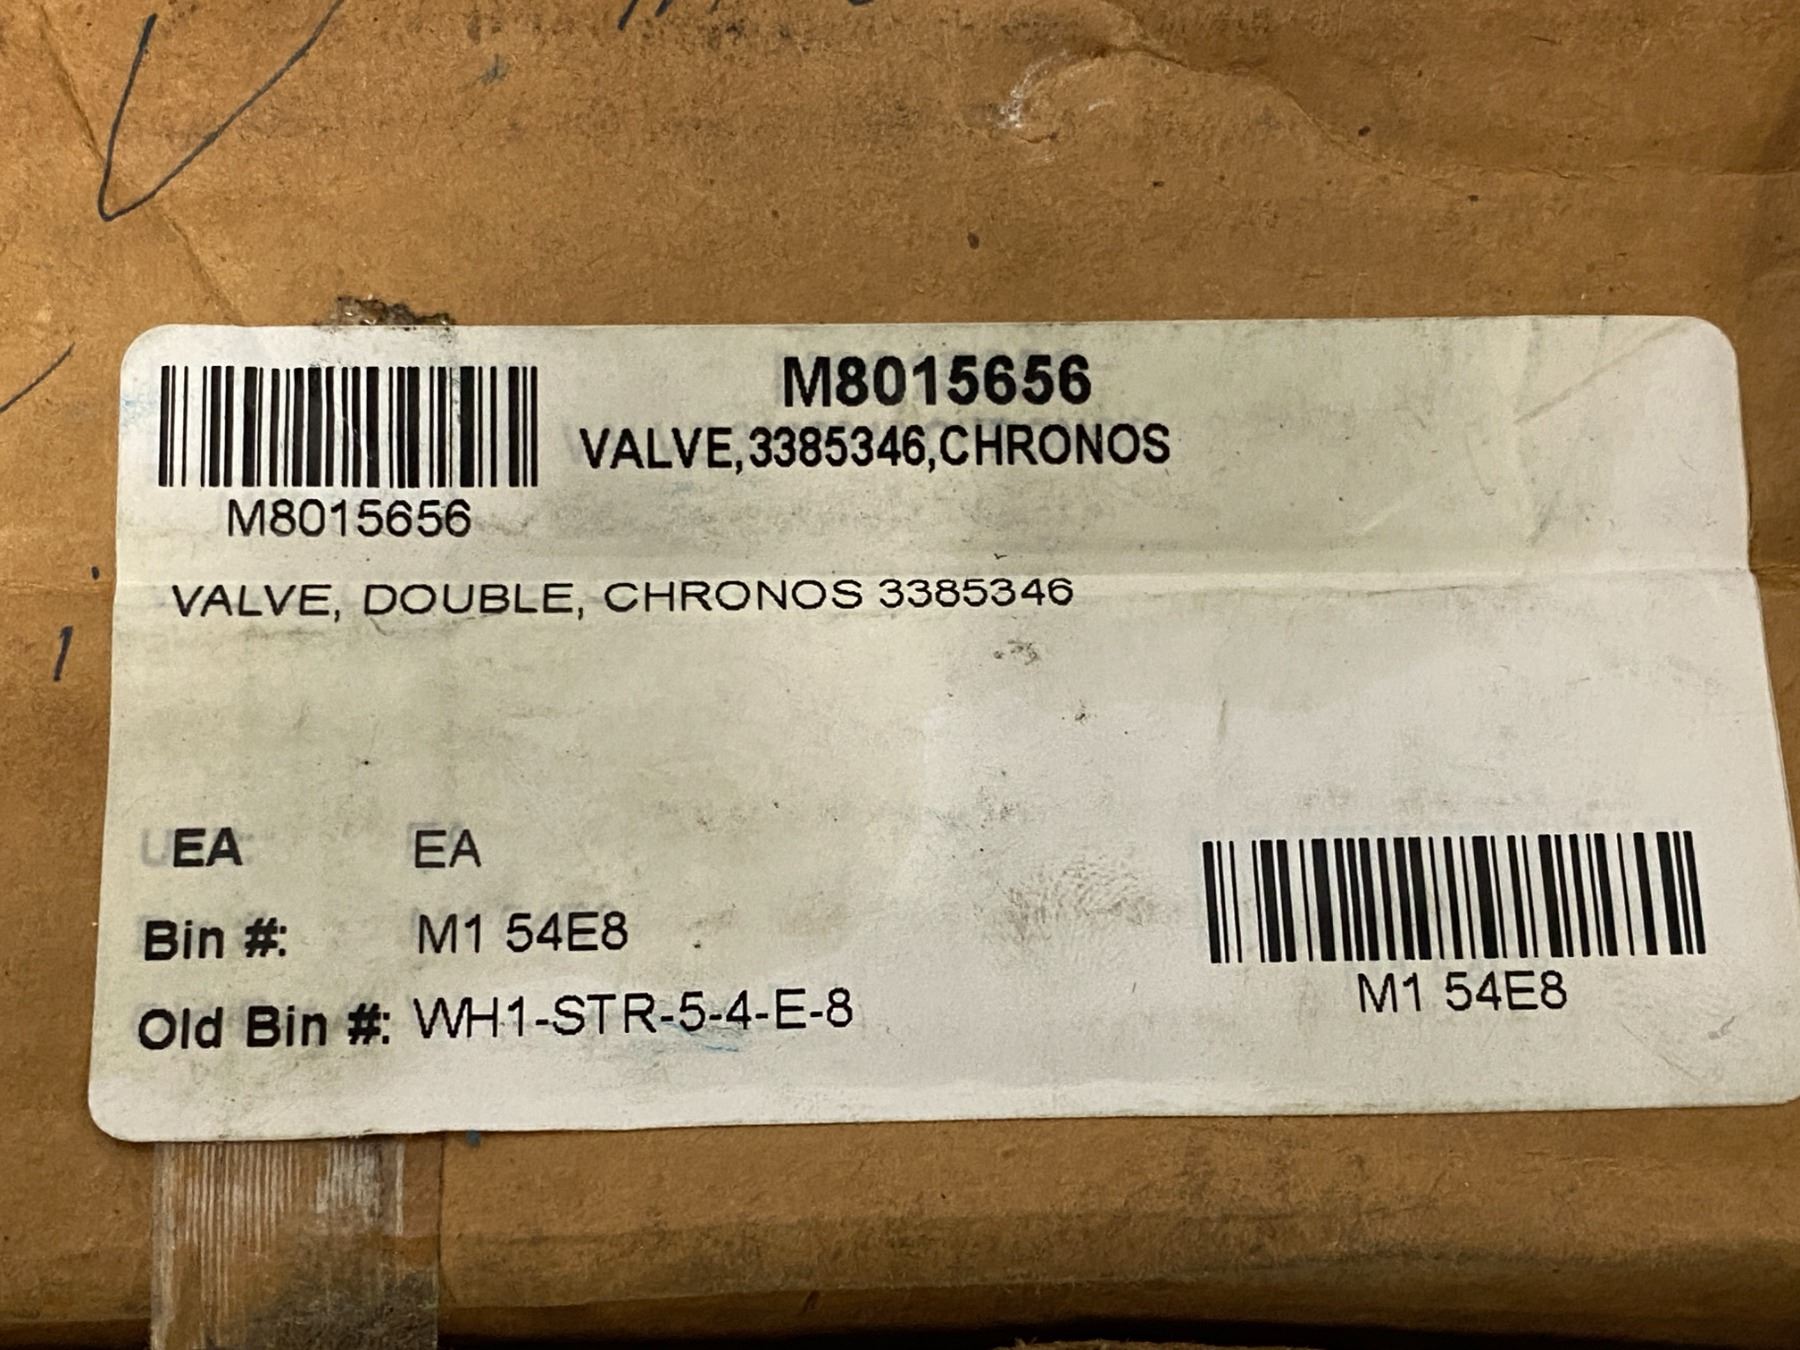 M8015656
VALVE,3385346,CHRONOS
M8015656
VALVE, DOUBLE, CHRONOS 3385346
EA EA
Bin #: M1 54E8
Old Bin #: WH1-STR-5-4-E-8
M1 54E8